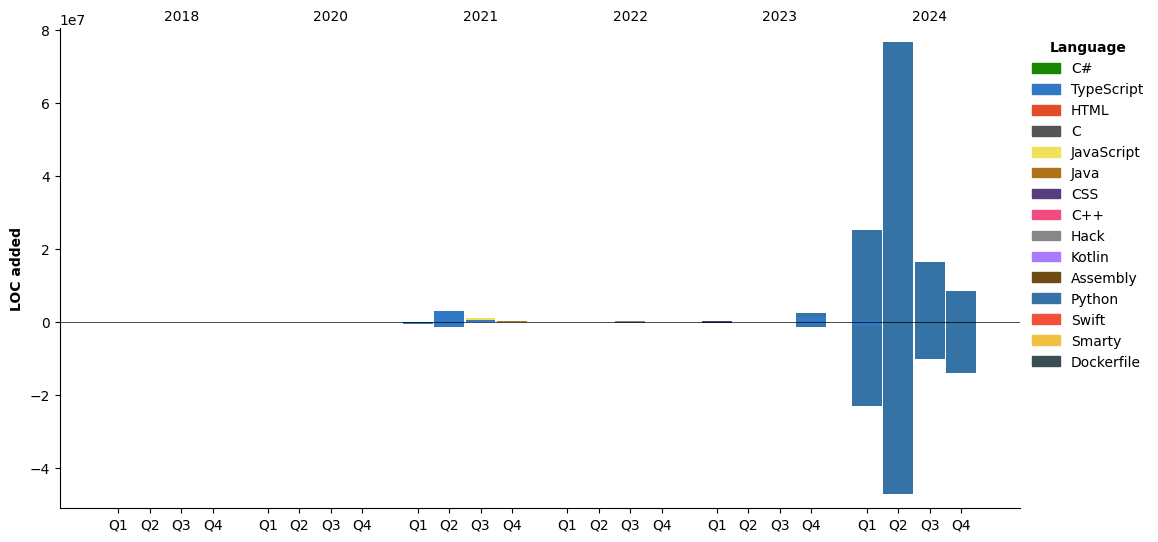 1e7
2018 2020 2021 2022 2023 2024
8
6
4
2
0
−2
−4
LOC added
Q1 Q2 Q3 Q4 Q1 Q2 Q3 Q4 Q1 Q2 Q3 Q4 Q1 Q2 Q3 Q4 Q1 Q2 Q3 Q4 Q1 Q2 Q3 Q4
Language
C#
TypeScript
HTML
C
JavaScript
Java
CSS
C++
Hack
Kotlin
Assembly
Python
Swift
Smarty
Dockerfile